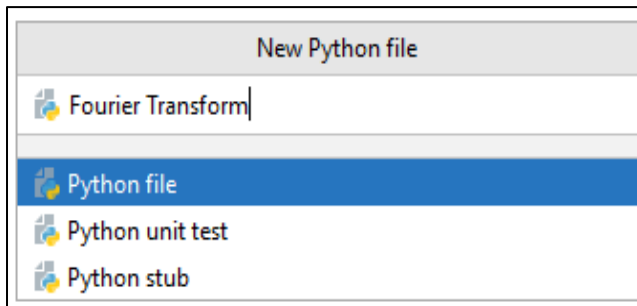 New Python file
Fourier Transform
Python file
Python unit test
Python stub